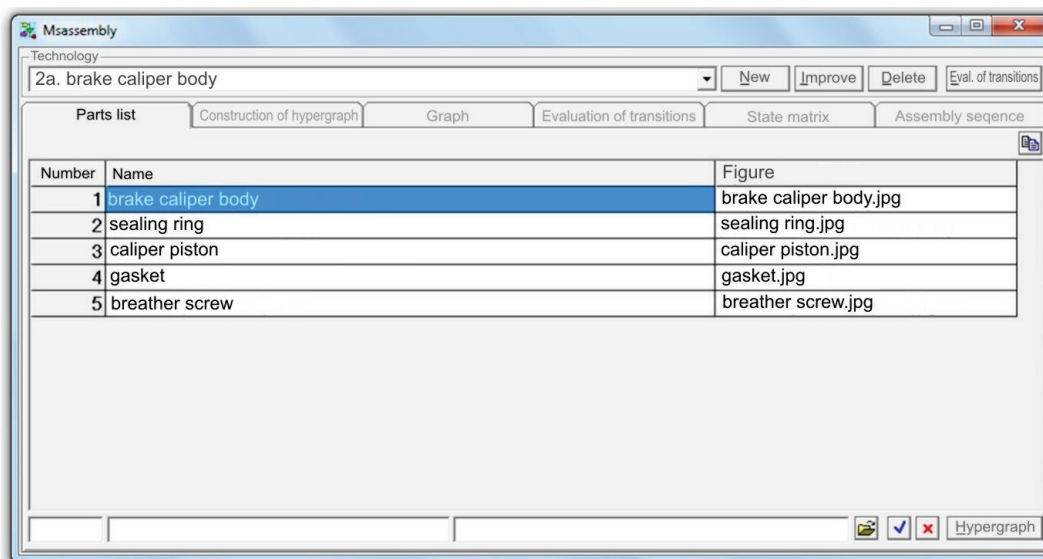 Msassembly
Technology
2a. brake caliper body New Improve Delete Eval. of transitions
Parts list Construction of hypergraph Graph Evaluation of transitions State matrix Assembly seqence
Number Name Figure
1 brake caliper body brake caliper body.jpg
2 sealing ring sealing ring.jpg
3 caliper piston caliper piston.jpg
4 gasket gasket.jpg
5 breather screw breather screw.jpg
Hypergraph